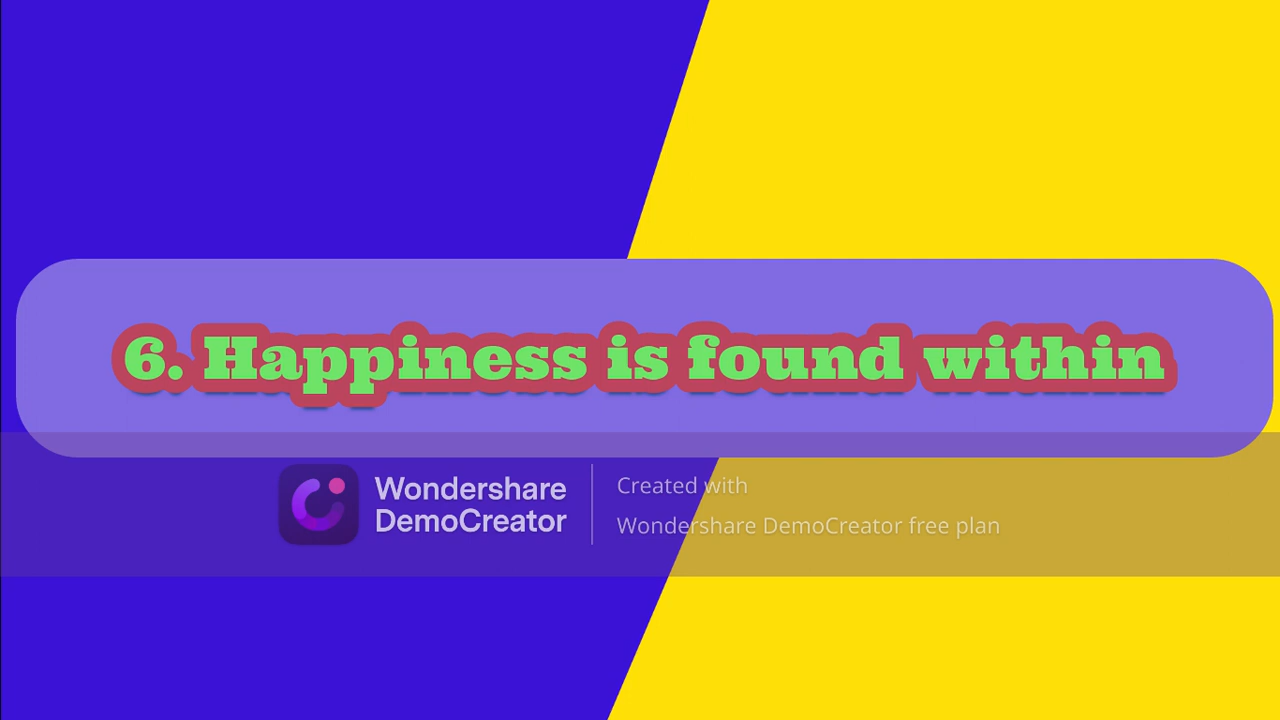 6. Happiness is found within
Wondershare
DemoCreator
Created with
Wondershare DemoCreator free plan